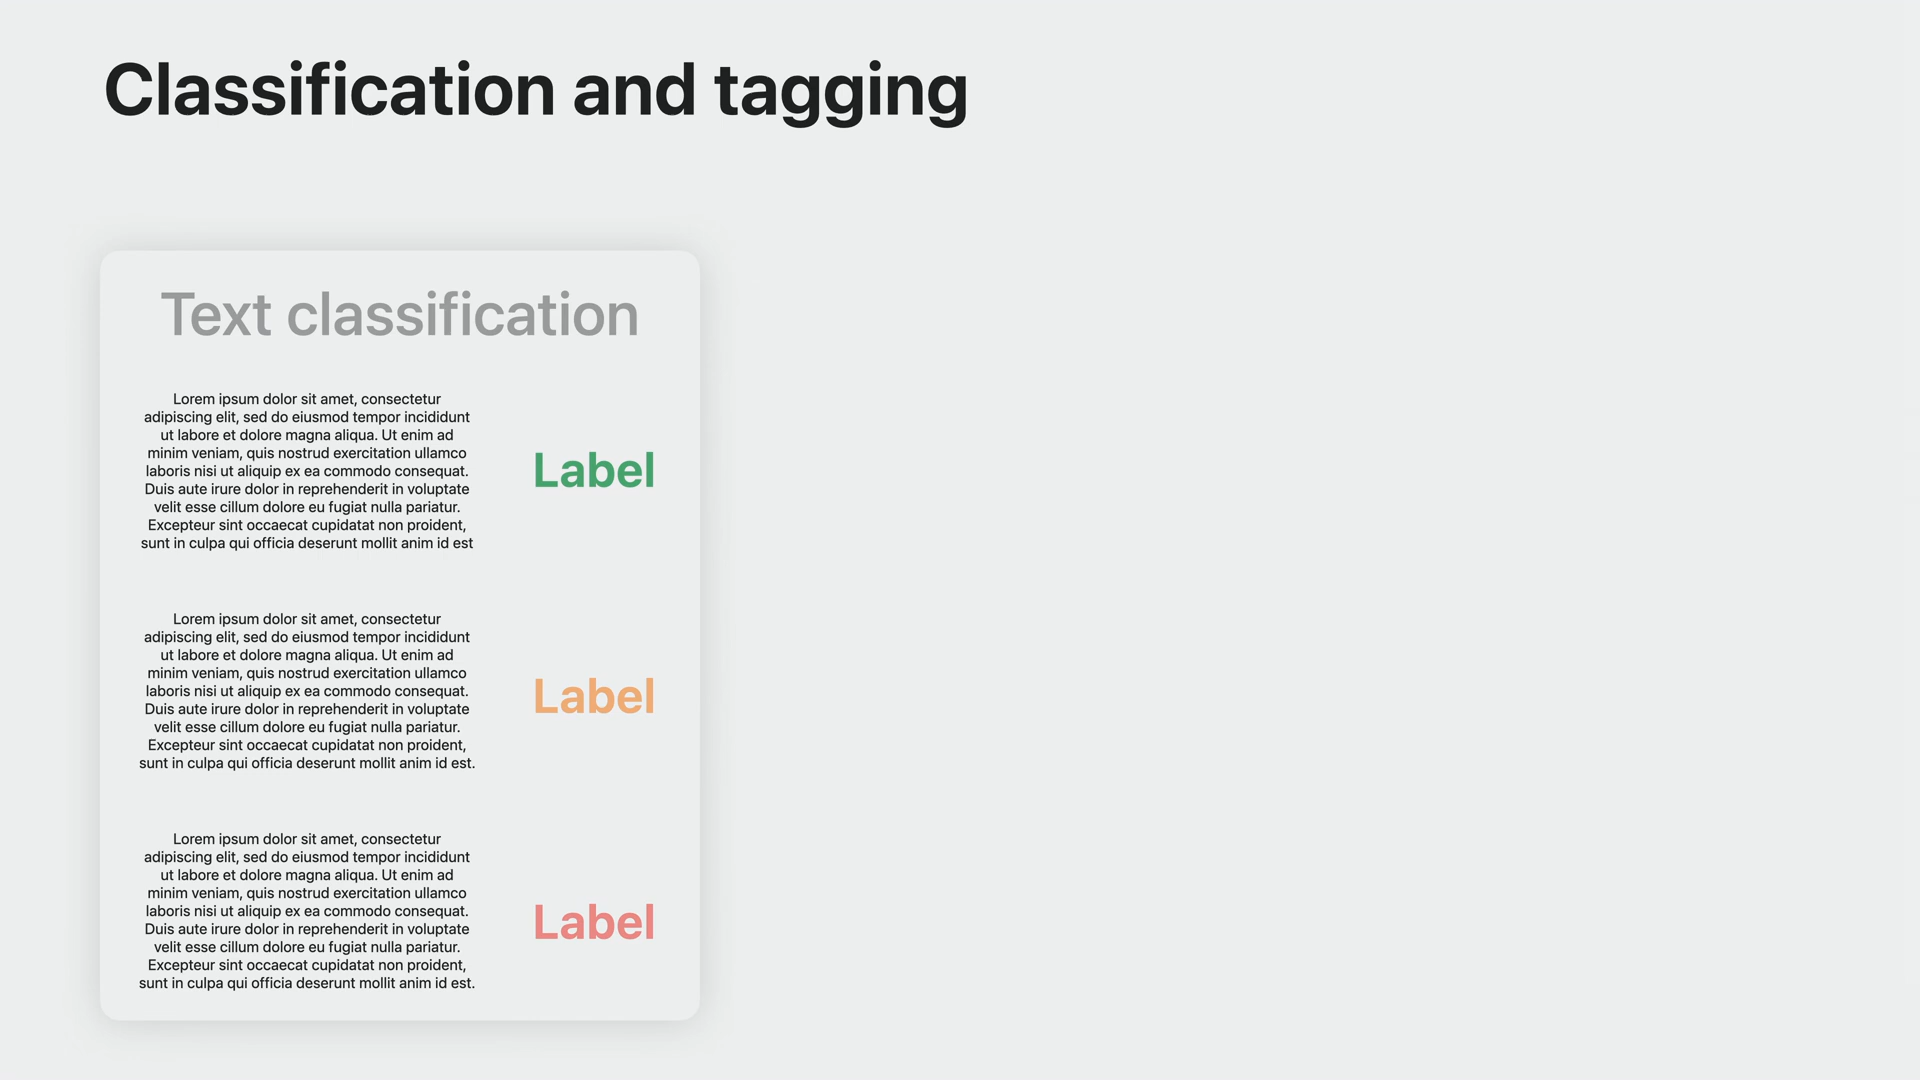 Classification and tagging
Text classification
Lorem ipsum dolor sit amet, consectetur
adipiscing elit, sed do eiusmod tempor incididunt
ut labore et dolore magna aliqua. Ut enim ad
minim veniam, quis nostrud exercitation ullamco
laboris nisi ut aliquip ex ea commodo consequat.
Duis aute irure dolor in reprehenderit in voluptate
velit esse cillum dolore eu fugiat nulla pariatur.
Excepteur sint occaecat cupidatat non proident,
sunt in culpa qui officia deserunt mollit anim id est
Label
Lorem ipsum dolor sit amet, consectetur
adipiscing elit, sed do eiusmod tempor incididunt
ut labore et dolore magna aliqua. Ut enim ad
minim veniam, quis nostrud exercitation ullamco
laboris nisi ut aliquip ex ea commodo consequat.
Duis aute irure dolor in reprehenderit in voluptate
velit esse cillum dolore eu fugiat nulla pariatur.
Excepteur sint occaecat cupidatat non proident,
sunt in culpa qui officia deserunt mollit anim id est.
Label
Lorem ipsum dolor sit amet, consectetur
adipiscing elit, sed do eiusmod tempor incididunt
ut labore et dolore magna aliqua. Ut enim ad
minim veniam, quis nostrud exercitation ullamco
laboris nisi ut aliquip ex ea commodo consequat.
Duis aute irure dolor in reprehenderit in voluptate
velit esse cillum dolore eu fugiat nulla pariatur.
Excepteur sint occaecat cupidatat non proident,
sunt in culpa qui officia deserunt mollit anim id est.
Label